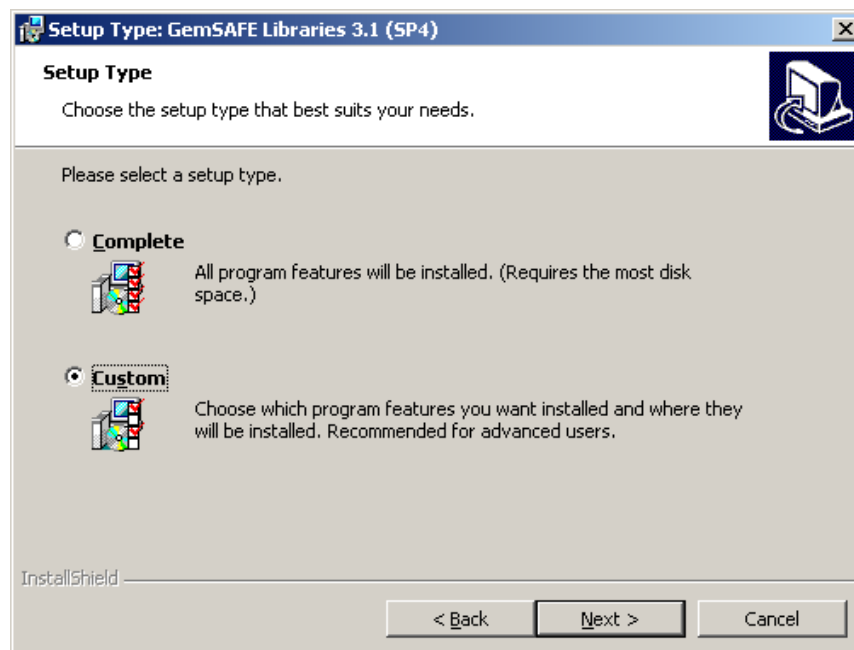 Setup Type: GemSAFE Libraries 3.1 (SP4)
Setup Type
Choose the setup type that best suits your needs.
Please select a setup type.
Complete
All program features will be installed. (Requires the most disk
space.)
Custom
Choose which program features you want installed and where they
will be installed. Recommended for advanced users.
InstallShield
< Back Next > Cancel